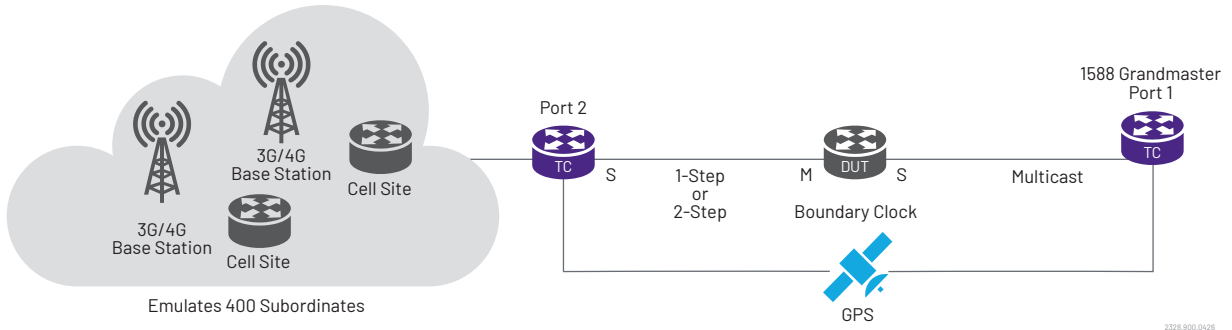 3G/4G
Base Station
3G/4G
Base Station
Cell Site
Cell Site
Emulates 400 Subordinates
Port 2
TC
S
1-Step
or
2-Step
M
DUT
S
Boundary Clock
Multicast
1588 Grandmaster
Port 1
TC
GPS
2328.900.0426